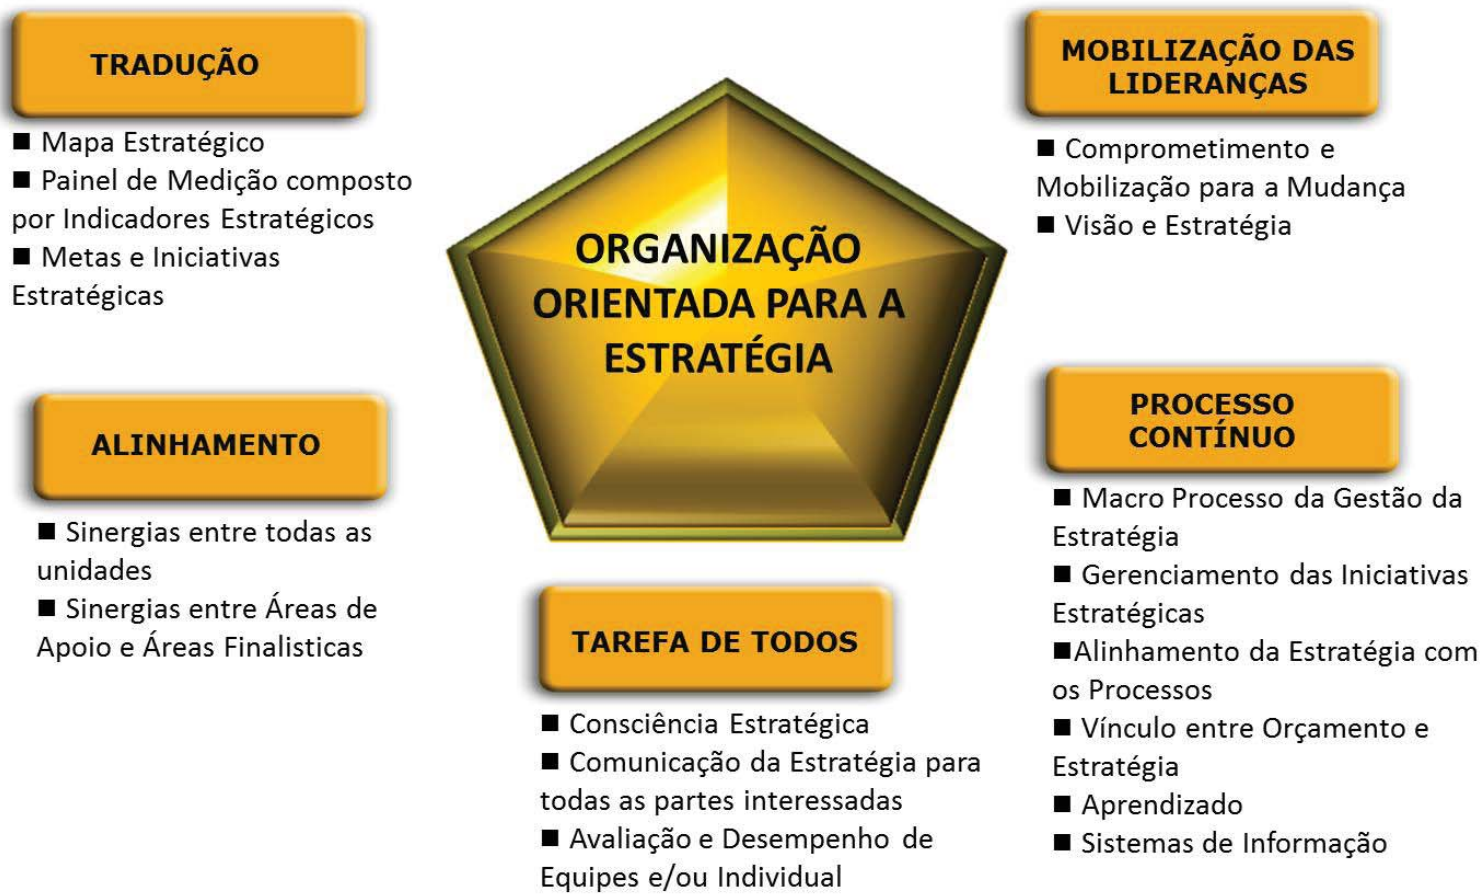 TRADUÇÃO
■ Mapa Estratégico
■ Painel de Medição composto
por Indicadores Estratégicos
■ Metas e Iniciativas
Estratégicas
MOBILIZAÇÃO DAS
LIDERANÇAS
■ Comprometimento e
Mobilização para a Mudança
■ Visão e Estratégia
ORGANIZAÇÃO
ORIENTADA PARA A
ESTRATÉGIA
ALINHAMENTO
■ Sinergias entre todas as
unidades
■ Sinergias entre Áreas de
Apoio e Áreas Finalisticas
PROCESSO
CONTÍNUO
■ Macro Processo da Gestão da
Estratégia
■ Gerenciamento das Iniciativas
Estratégicas
■Alinhamento da Estratégia com
os Processos
■ Vínculo entre Orçamento e
Estratégia
■ Aprendizado
■ Sistemas de Informação
TAREFA DE TODOS
■ Consciência Estratégica
■ Comunicação da Estratégia para
todas as partes interessadas
■ Avaliação e Desempenho de
Equipes e/ou Individual